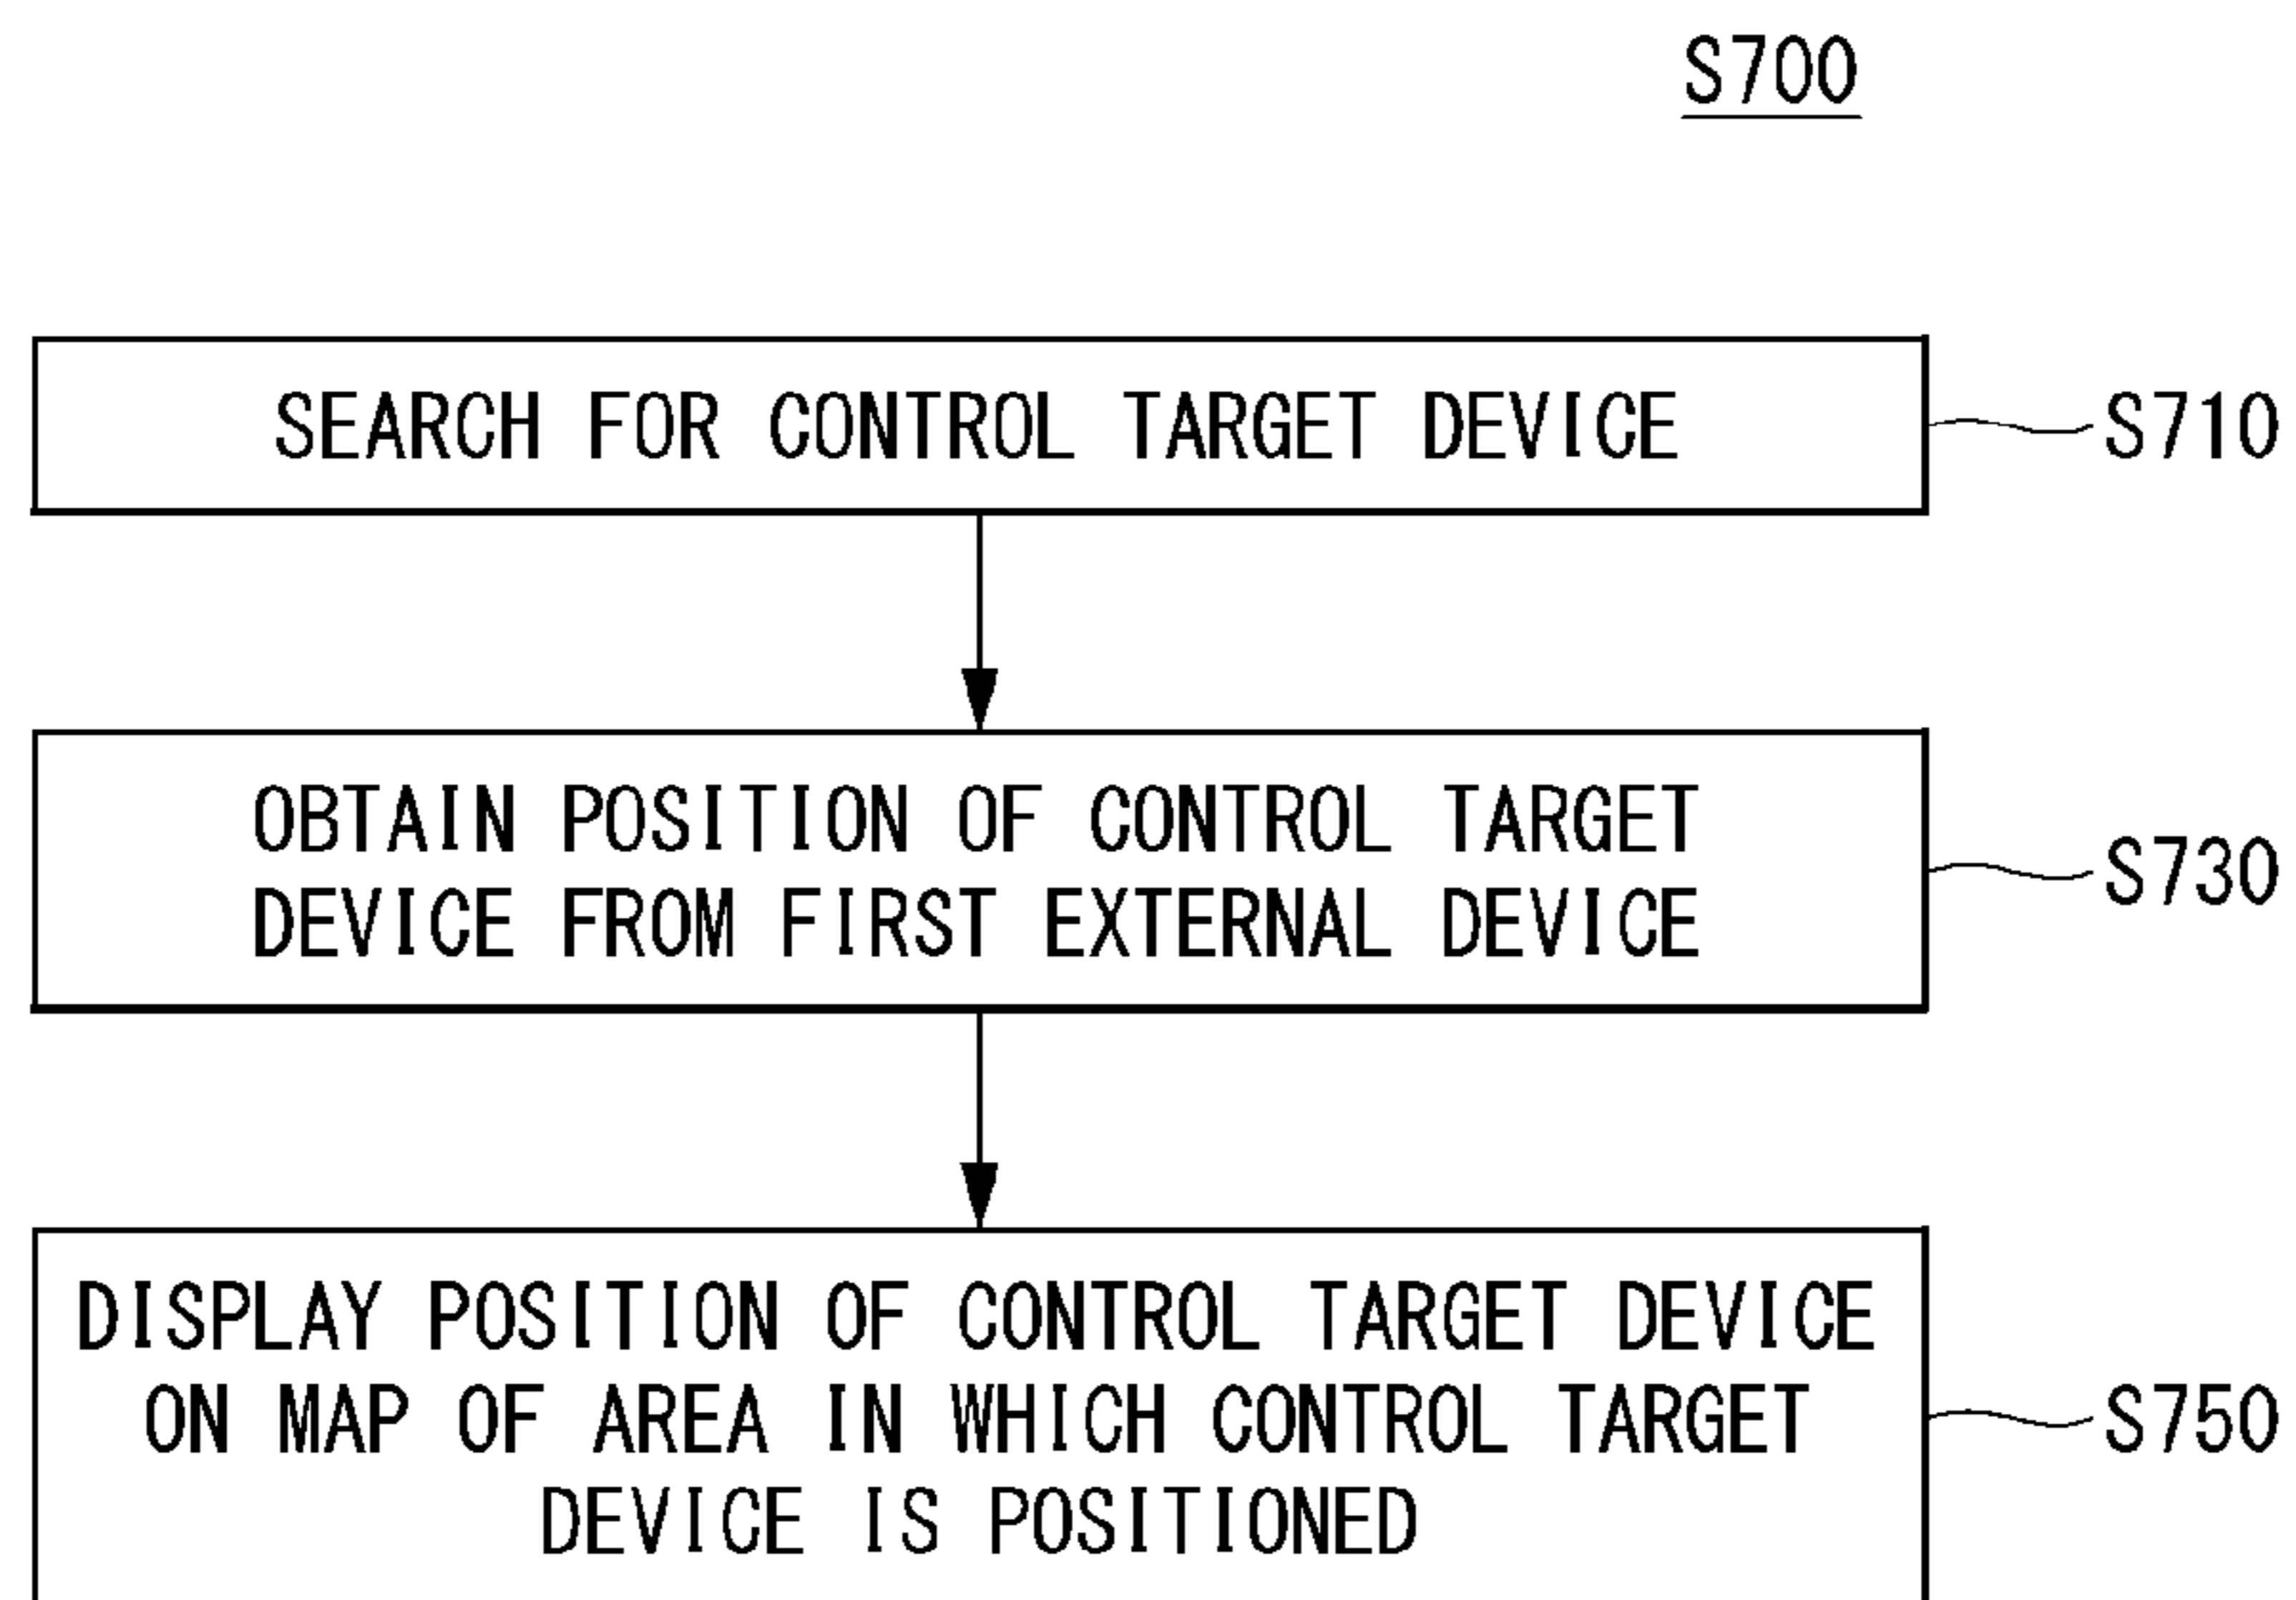 S700
SEARCH FOR CONTROL TARGET DEVICE
S710
OBTAIN POSITION OF CONTROL TARGET
DEVICE FROM FIRST EXTERNAL DEVICE
S730
DISPLAY POSITION OF CONTROL TARGET DEVICE
ON MAP OF AREA IN WHICH CONTROL TARGET
DEVICE IS POSITIONED
S750